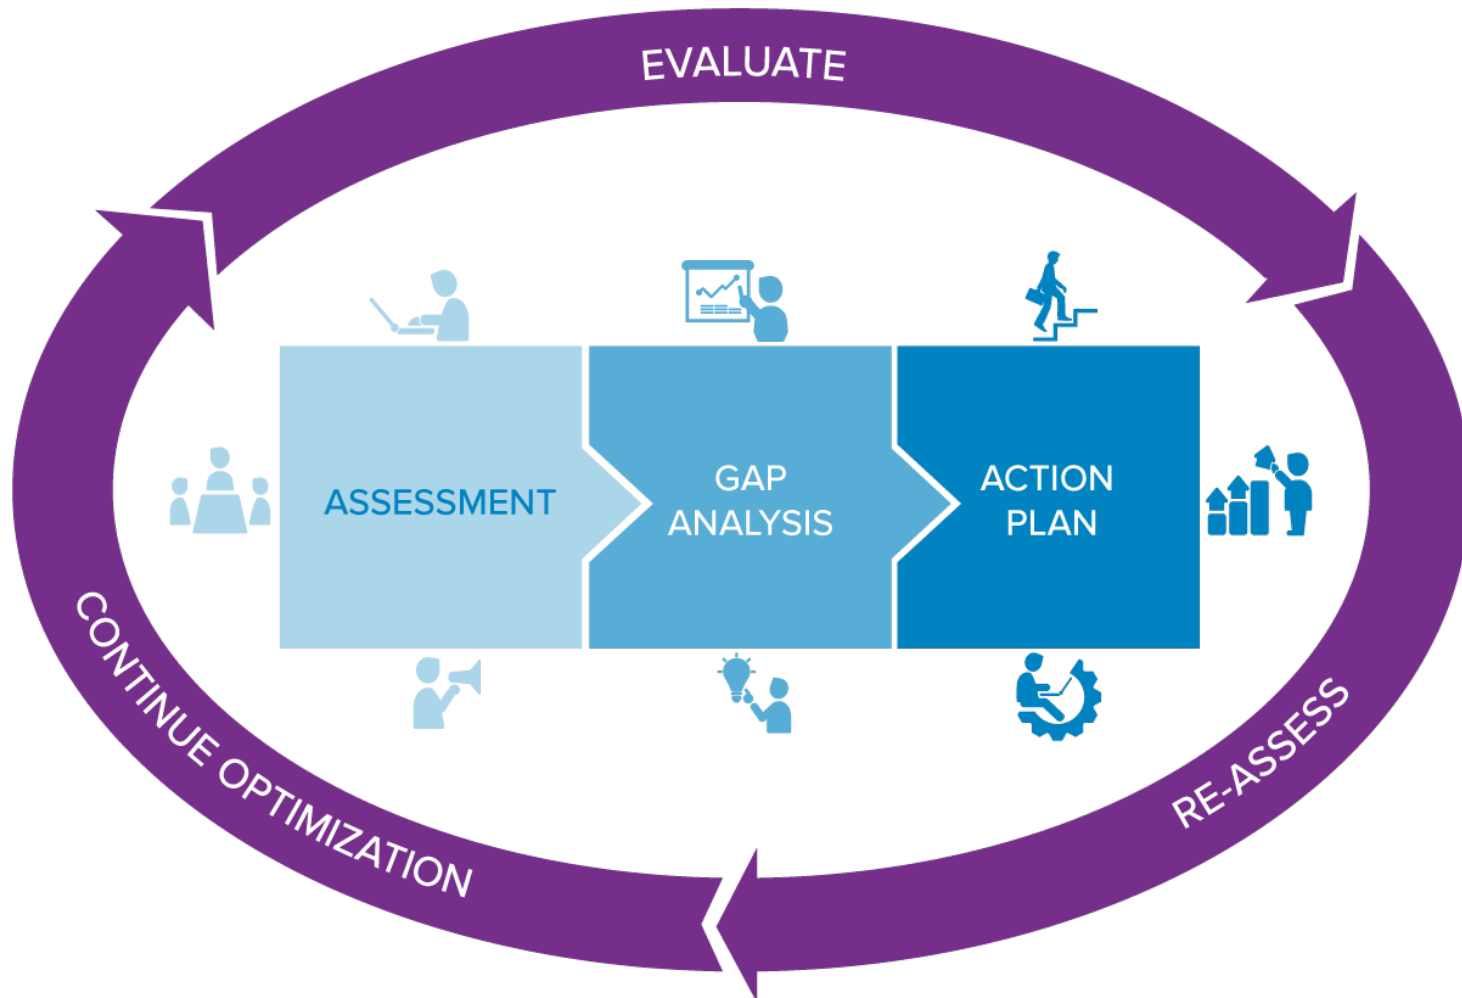 EVALUATE
ASSESSMENT
GAP
ANALYSIS
ACTION
PLAN
RE-ASSESS
CONTINUE OPTIMIZATION